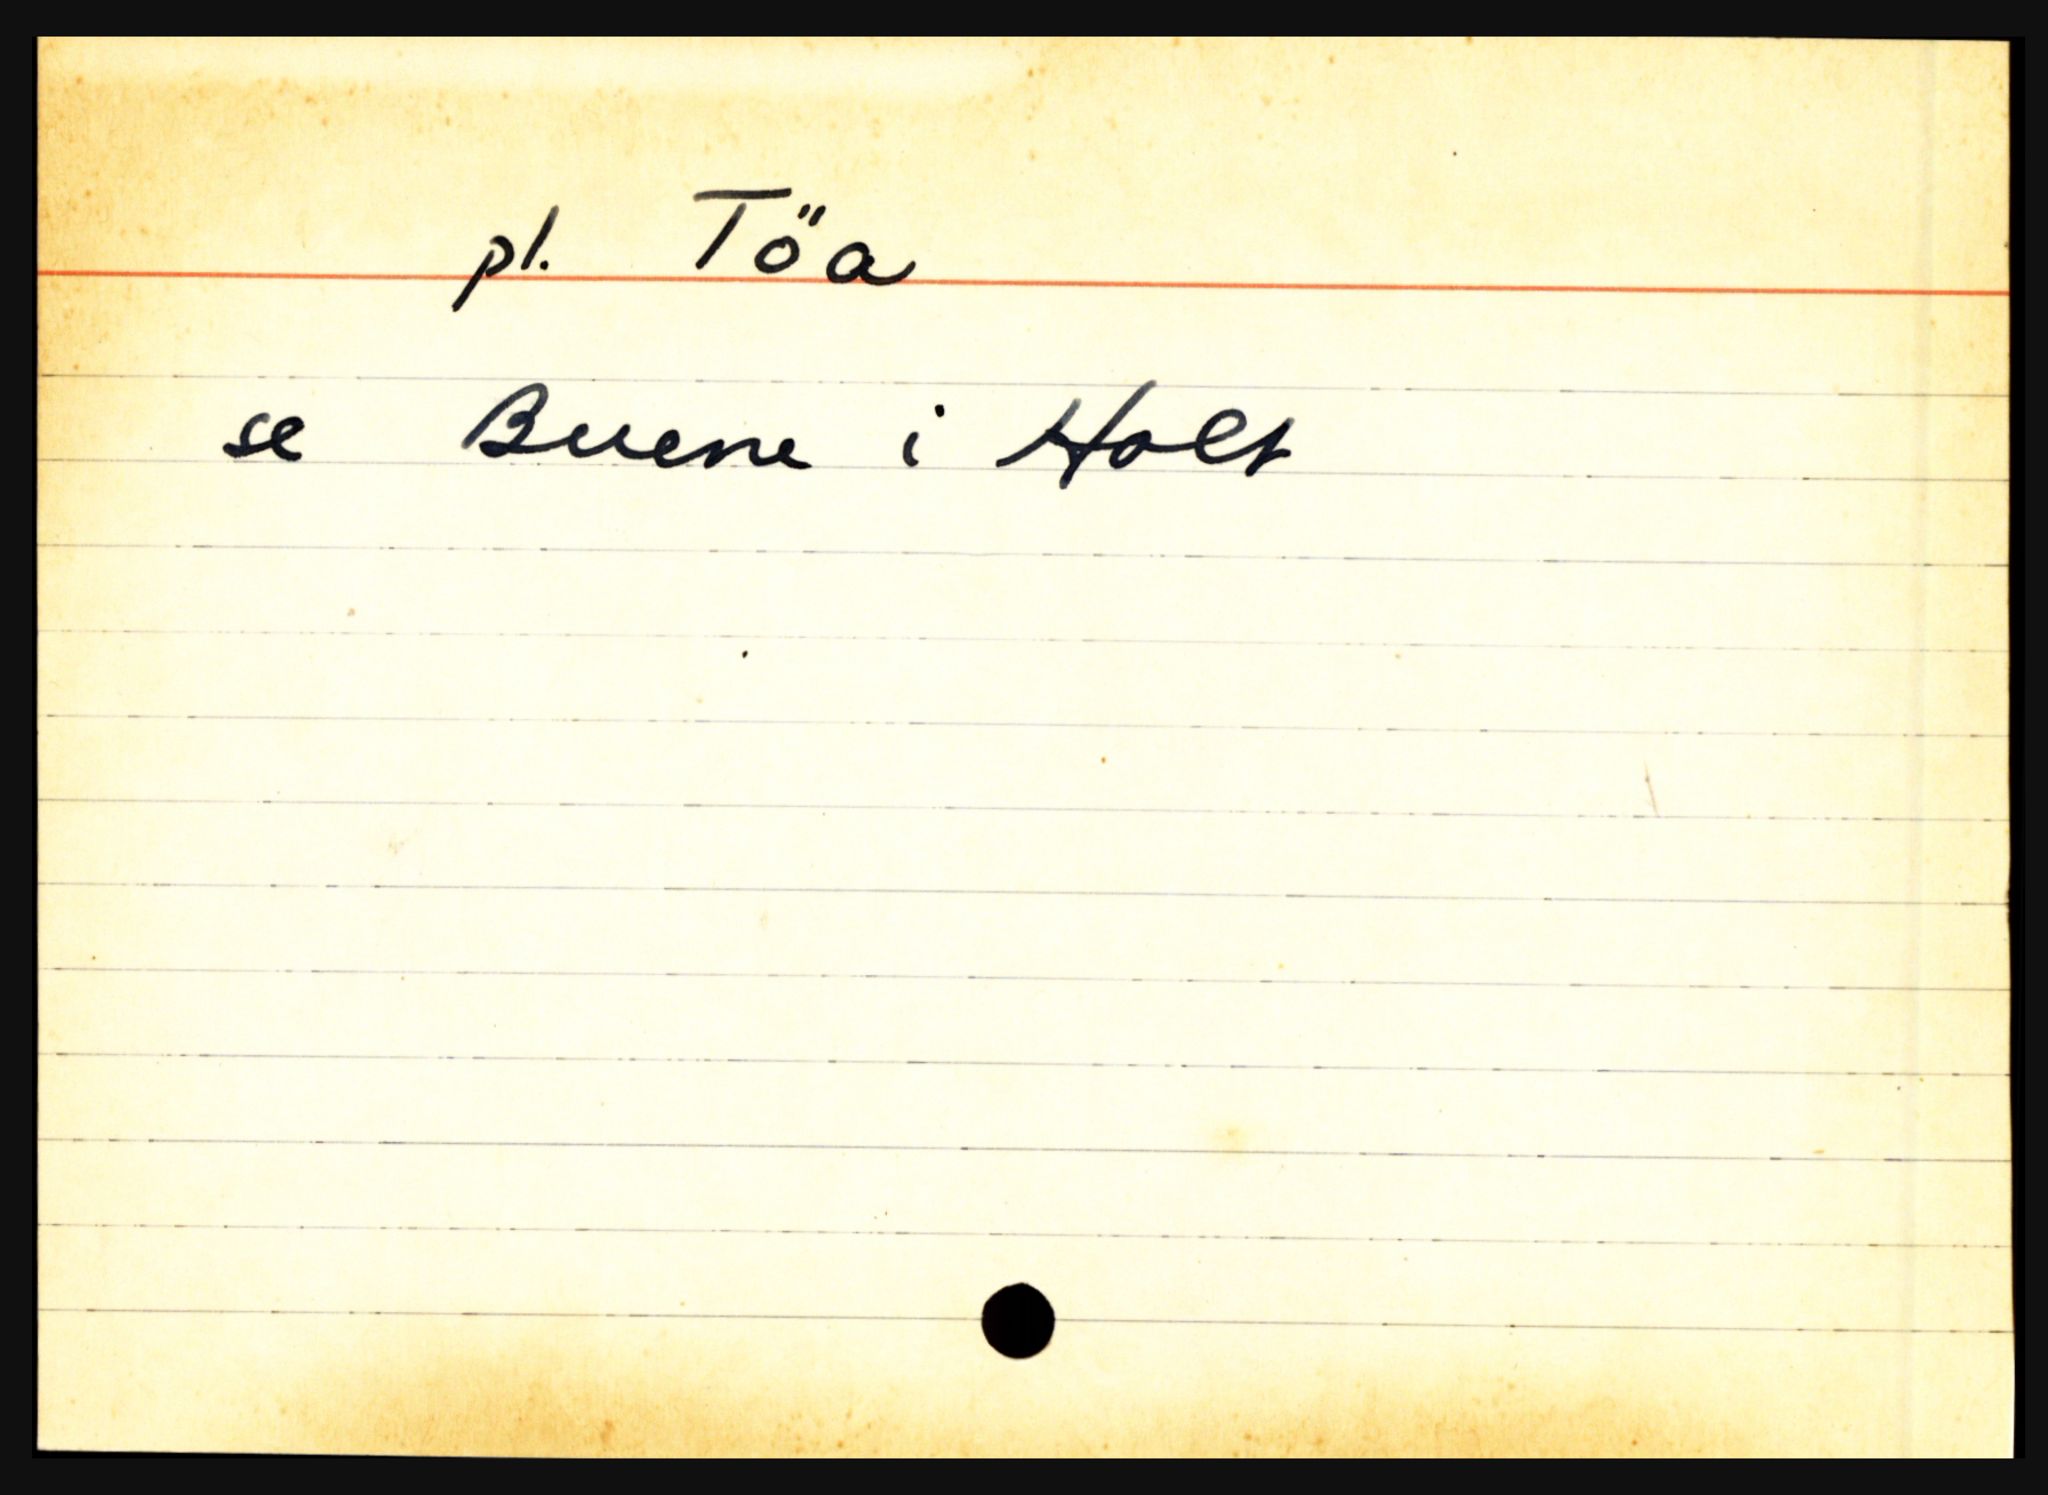 pl. Töa
se Buene i Holt